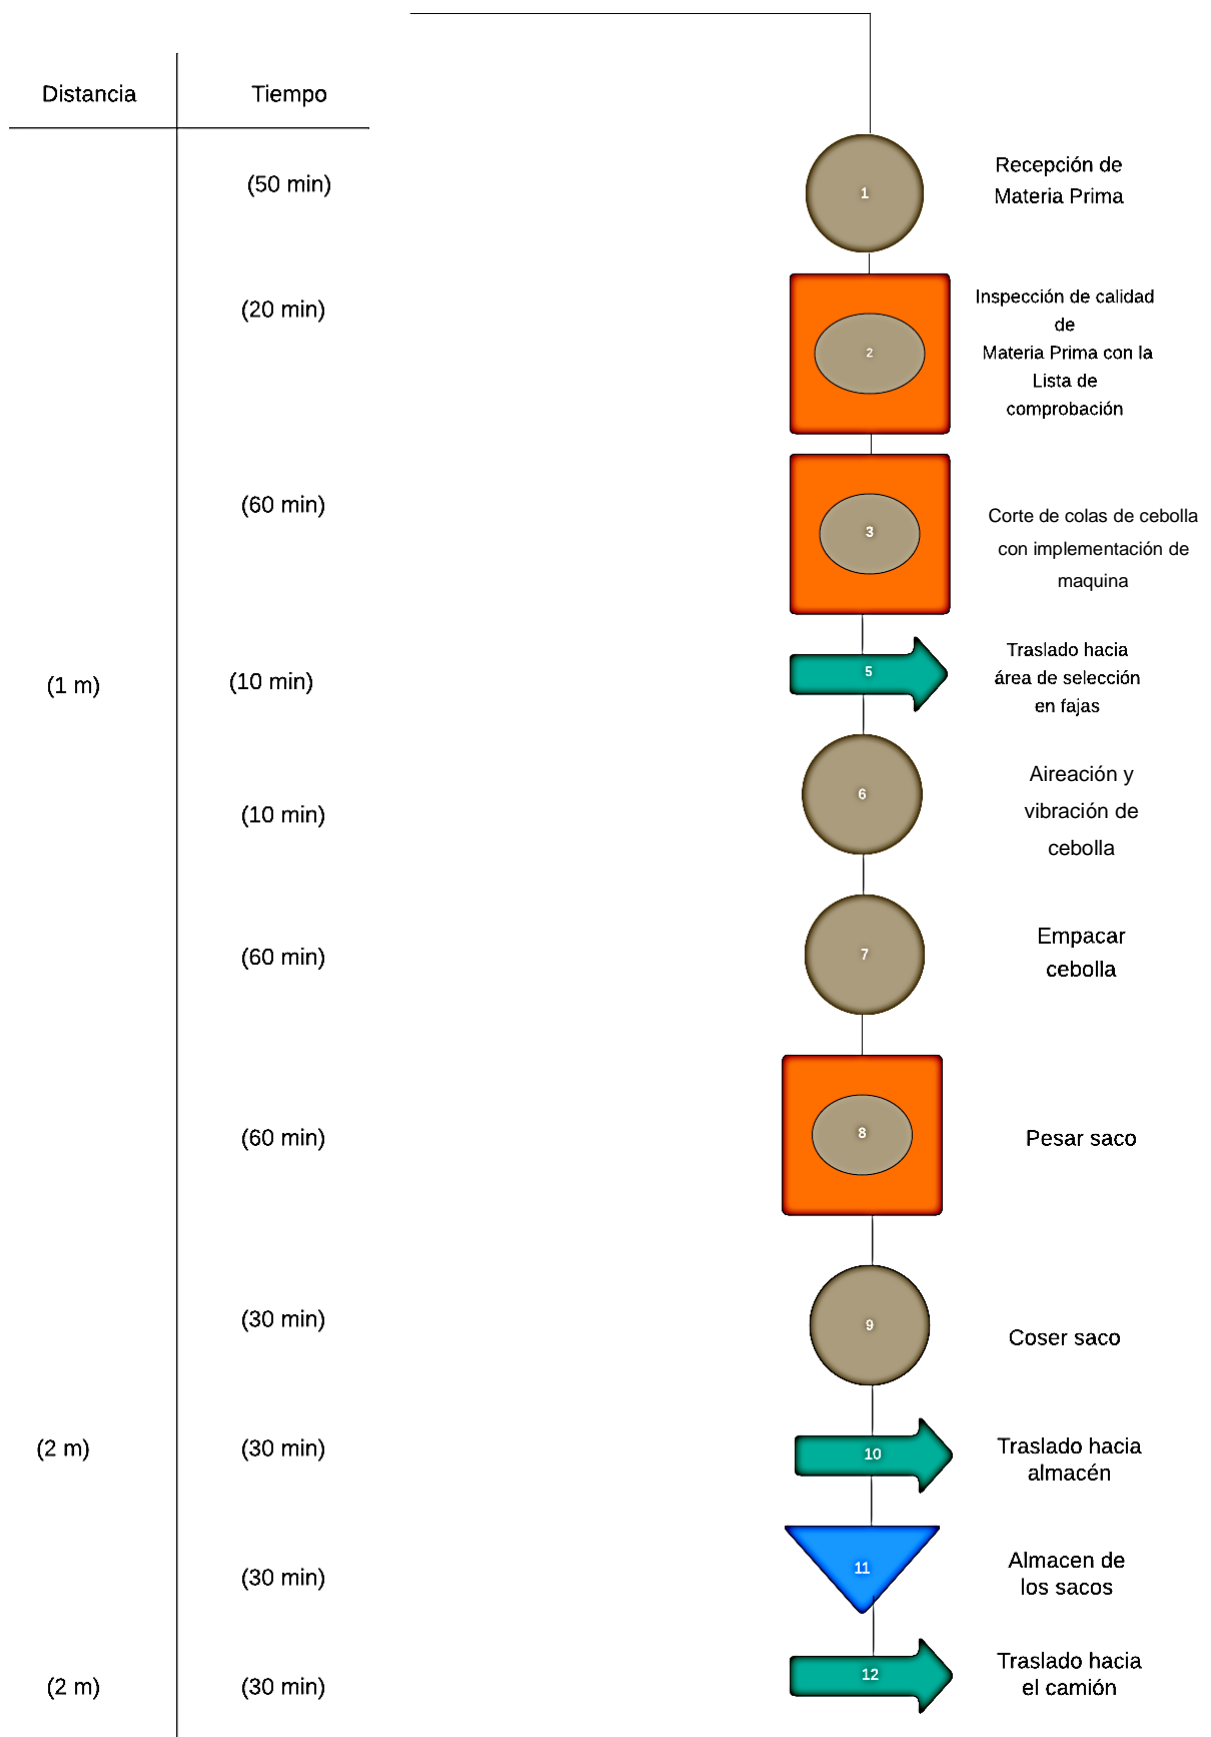 Distancia
Tiempo
(50 min)
1
Recepción de
Materia Prima
(20 min)
2
Inspección de calidad
de
Materia Prima con la
Lista de
comprobación
(60 min)
3
Corte de colas de cebolla
con implementación de
maquina
(1 m)
(10 min)
5
Traslado hacia
área de selección
en fajas
(10 min)
6
Aireación y
vibración de
cebolla
(60 min)
7
Empacar
cebolla
(60 min)
8
Pesar saco
(30 min)
9
Coser saco
(2 m)
(30 min)
10
Traslado hacia
almacén
(30 min)
11
Almacen de
los sacos
(2 m)
(30 min)
12
Traslado hacia
el camión